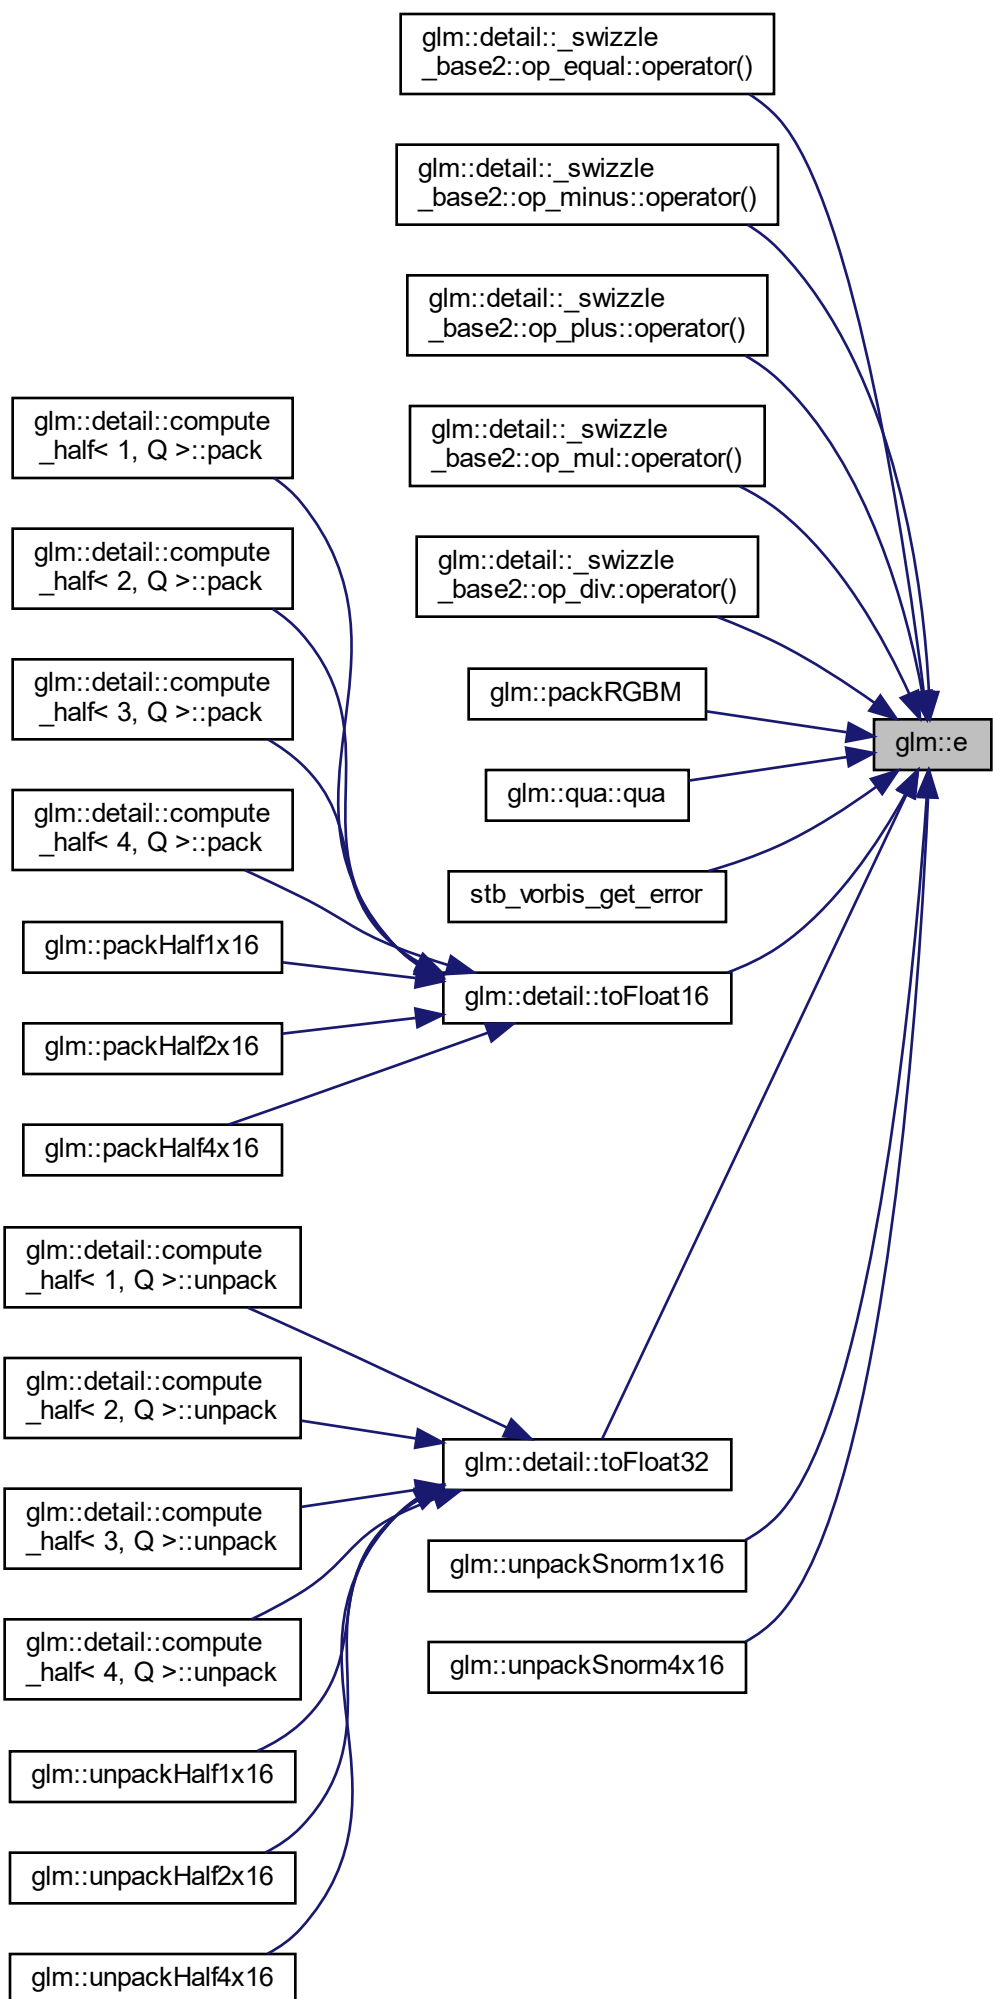 glm::detail::_swizzle
_base2::op_equal::operator()
glm::detail::_swizzle
_base2::op_minus::operator()
glm::detail::_swizzle
_base2::op_plus::operator()
glm::detail::_swizzle
_base2::op_mul::operator()
glm::detail::_swizzle
_base2::op_div::operator()
glm::packRGBM
glm::e
glm::qua::qua
stb_vorbis_get_error
glm::detail::toFloat16
glm::detail::compute
_half< 1, Q >::pack
glm::detail::compute
_half< 2, Q >::pack
glm::detail::compute
_half< 3, Q >::pack
glm::detail::compute
_half< 4, Q >::pack
glm::packHalf1x16
glm::packHalf2x16
glm::packHalf4x16
glm::detail::compute
_half< 1, Q >::unpack
glm::detail::compute
_half< 2, Q >::unpack
glm::detail::toFloat32
glm::detail::compute
_half< 3, Q >::unpack
glm::detail::compute
_half< 4, Q >::unpack
glm::unpackSnorm1x16
glm::unpackSnorm4x16
glm::unpackHalf1x16
glm::unpackHalf2x16
glm::unpackHalf4x16